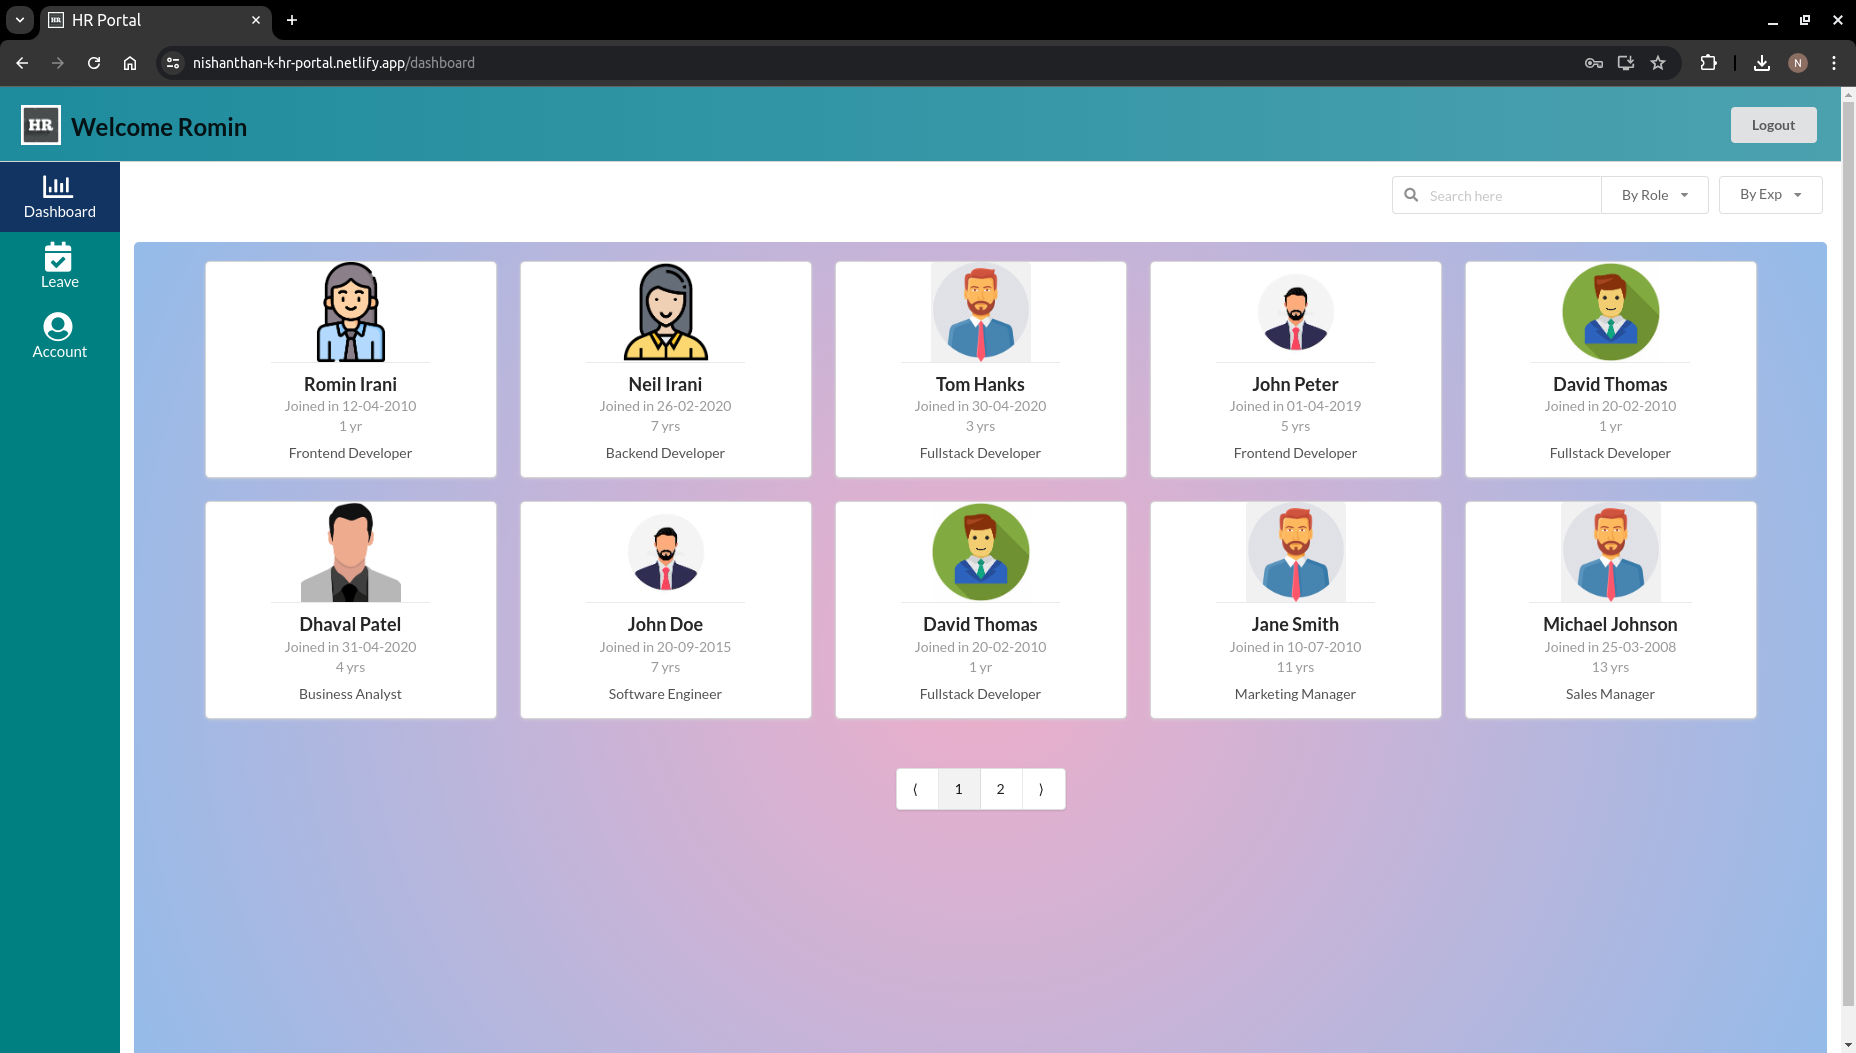 HR Portal
nishanthan-k-hr-portal.netlify.app/dashboard
N
HR
Welcome Romin
Logout
Dashboard
Leave
Account
Search here
By Role
By Exp
Romin Irani
Joined in 12-04-2010
1 yr
Frontend Developer
Neil Irani
Joined in 26-02-2020
7 yrs
Backend Developer
Tom Hanks
Joined in 30-04-2020
3 yrs
Fullstack Developer
John Peter
Joined in 01-04-2019
5 yrs
Frontend Developer
David Thomas
Joined in 20-02-2010
1 yr
Fullstack Developer
Dhaval Patel
Joined in 31-04-2020
4 yrs
Business Analyst
John Doe
Joined in 20-09-2015
7 yrs
Software Engineer
David Thomas
Joined in 20-02-2010
1 yr
Fullstack Developer
Jane Smith
Joined in 10-07-2010
11 yrs
Marketing Manager
Michael Johnson
Joined in 25-03-2008
13 yrs
Sales Manager
⟨ 1 2 ⟩